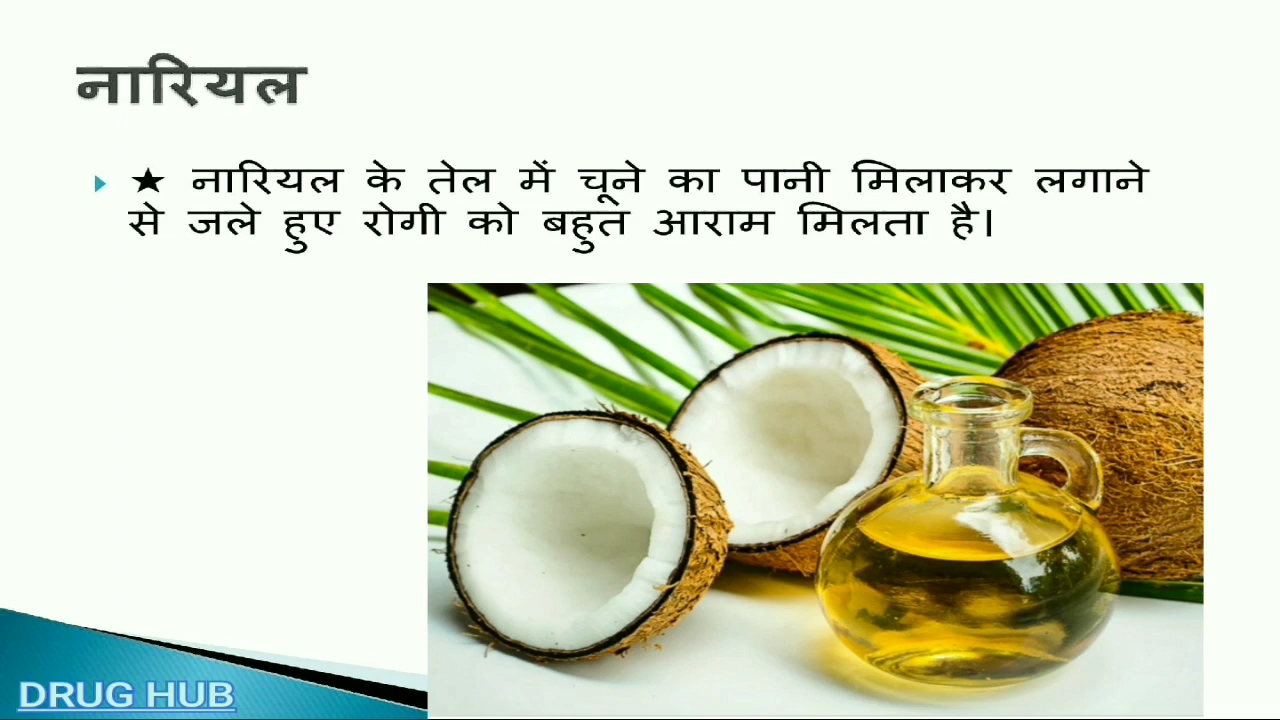 नारियल
★ नारियल के तेल में चूने का पानी मिलाकर लगाने
से जले हुए रोगी को बहुत आराम मिलता है।
DRUG HUB